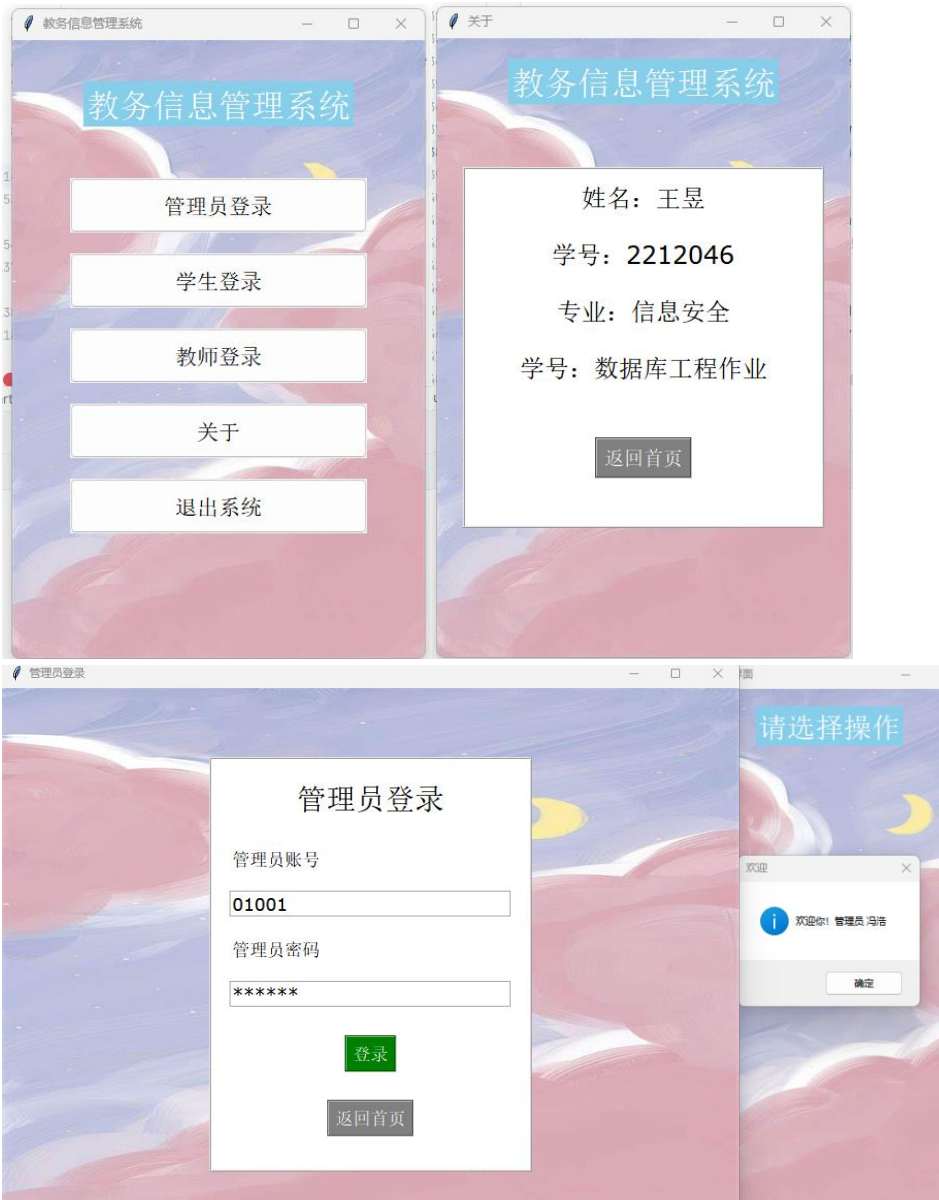 教务信息管理系统
教务信息管理系统
管理员登录
学生登录
教师登录
关于
退出系统
关于
教务信息管理系统
姓名：王昱
学号：2212046
专业：信息安全
学号：数据库工程作业
返回首页
管理员登录
管理员登录
管理员账号
01001
管理员密码
******
登录
返回首页
请选择操作
欢迎
欢迎你！管理员 冯浩
确定